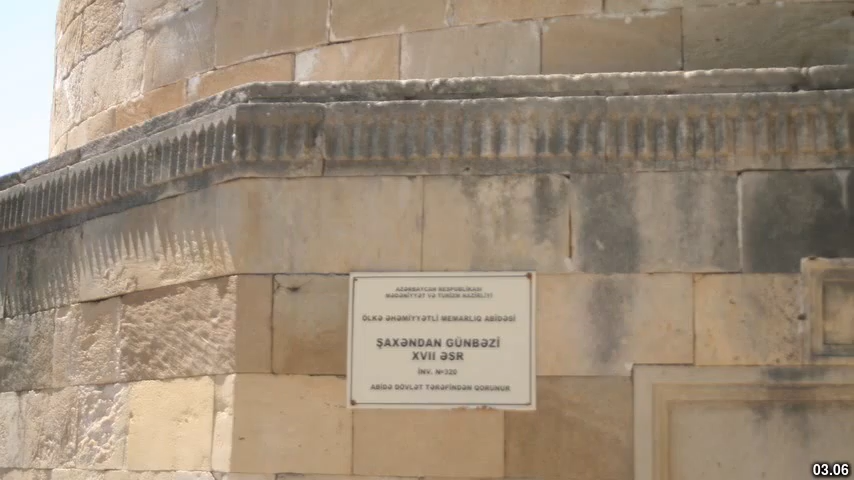 AZƏRBAYCAN RESPUBLİKASI
MƏDƏNİYYƏT VƏ TURİZM NAZİRLİYİ
ÖLKƏ ƏHƏMİYYƏTLİ MEMARLIQ ABİDƏSİ
ŞAXƏNDAN GÜNBƏZİ
XVII ƏSR
İNV. №320
ABİDƏ DÖVLƏT TƏRƏFİNDƏN QORUNUR
03.06